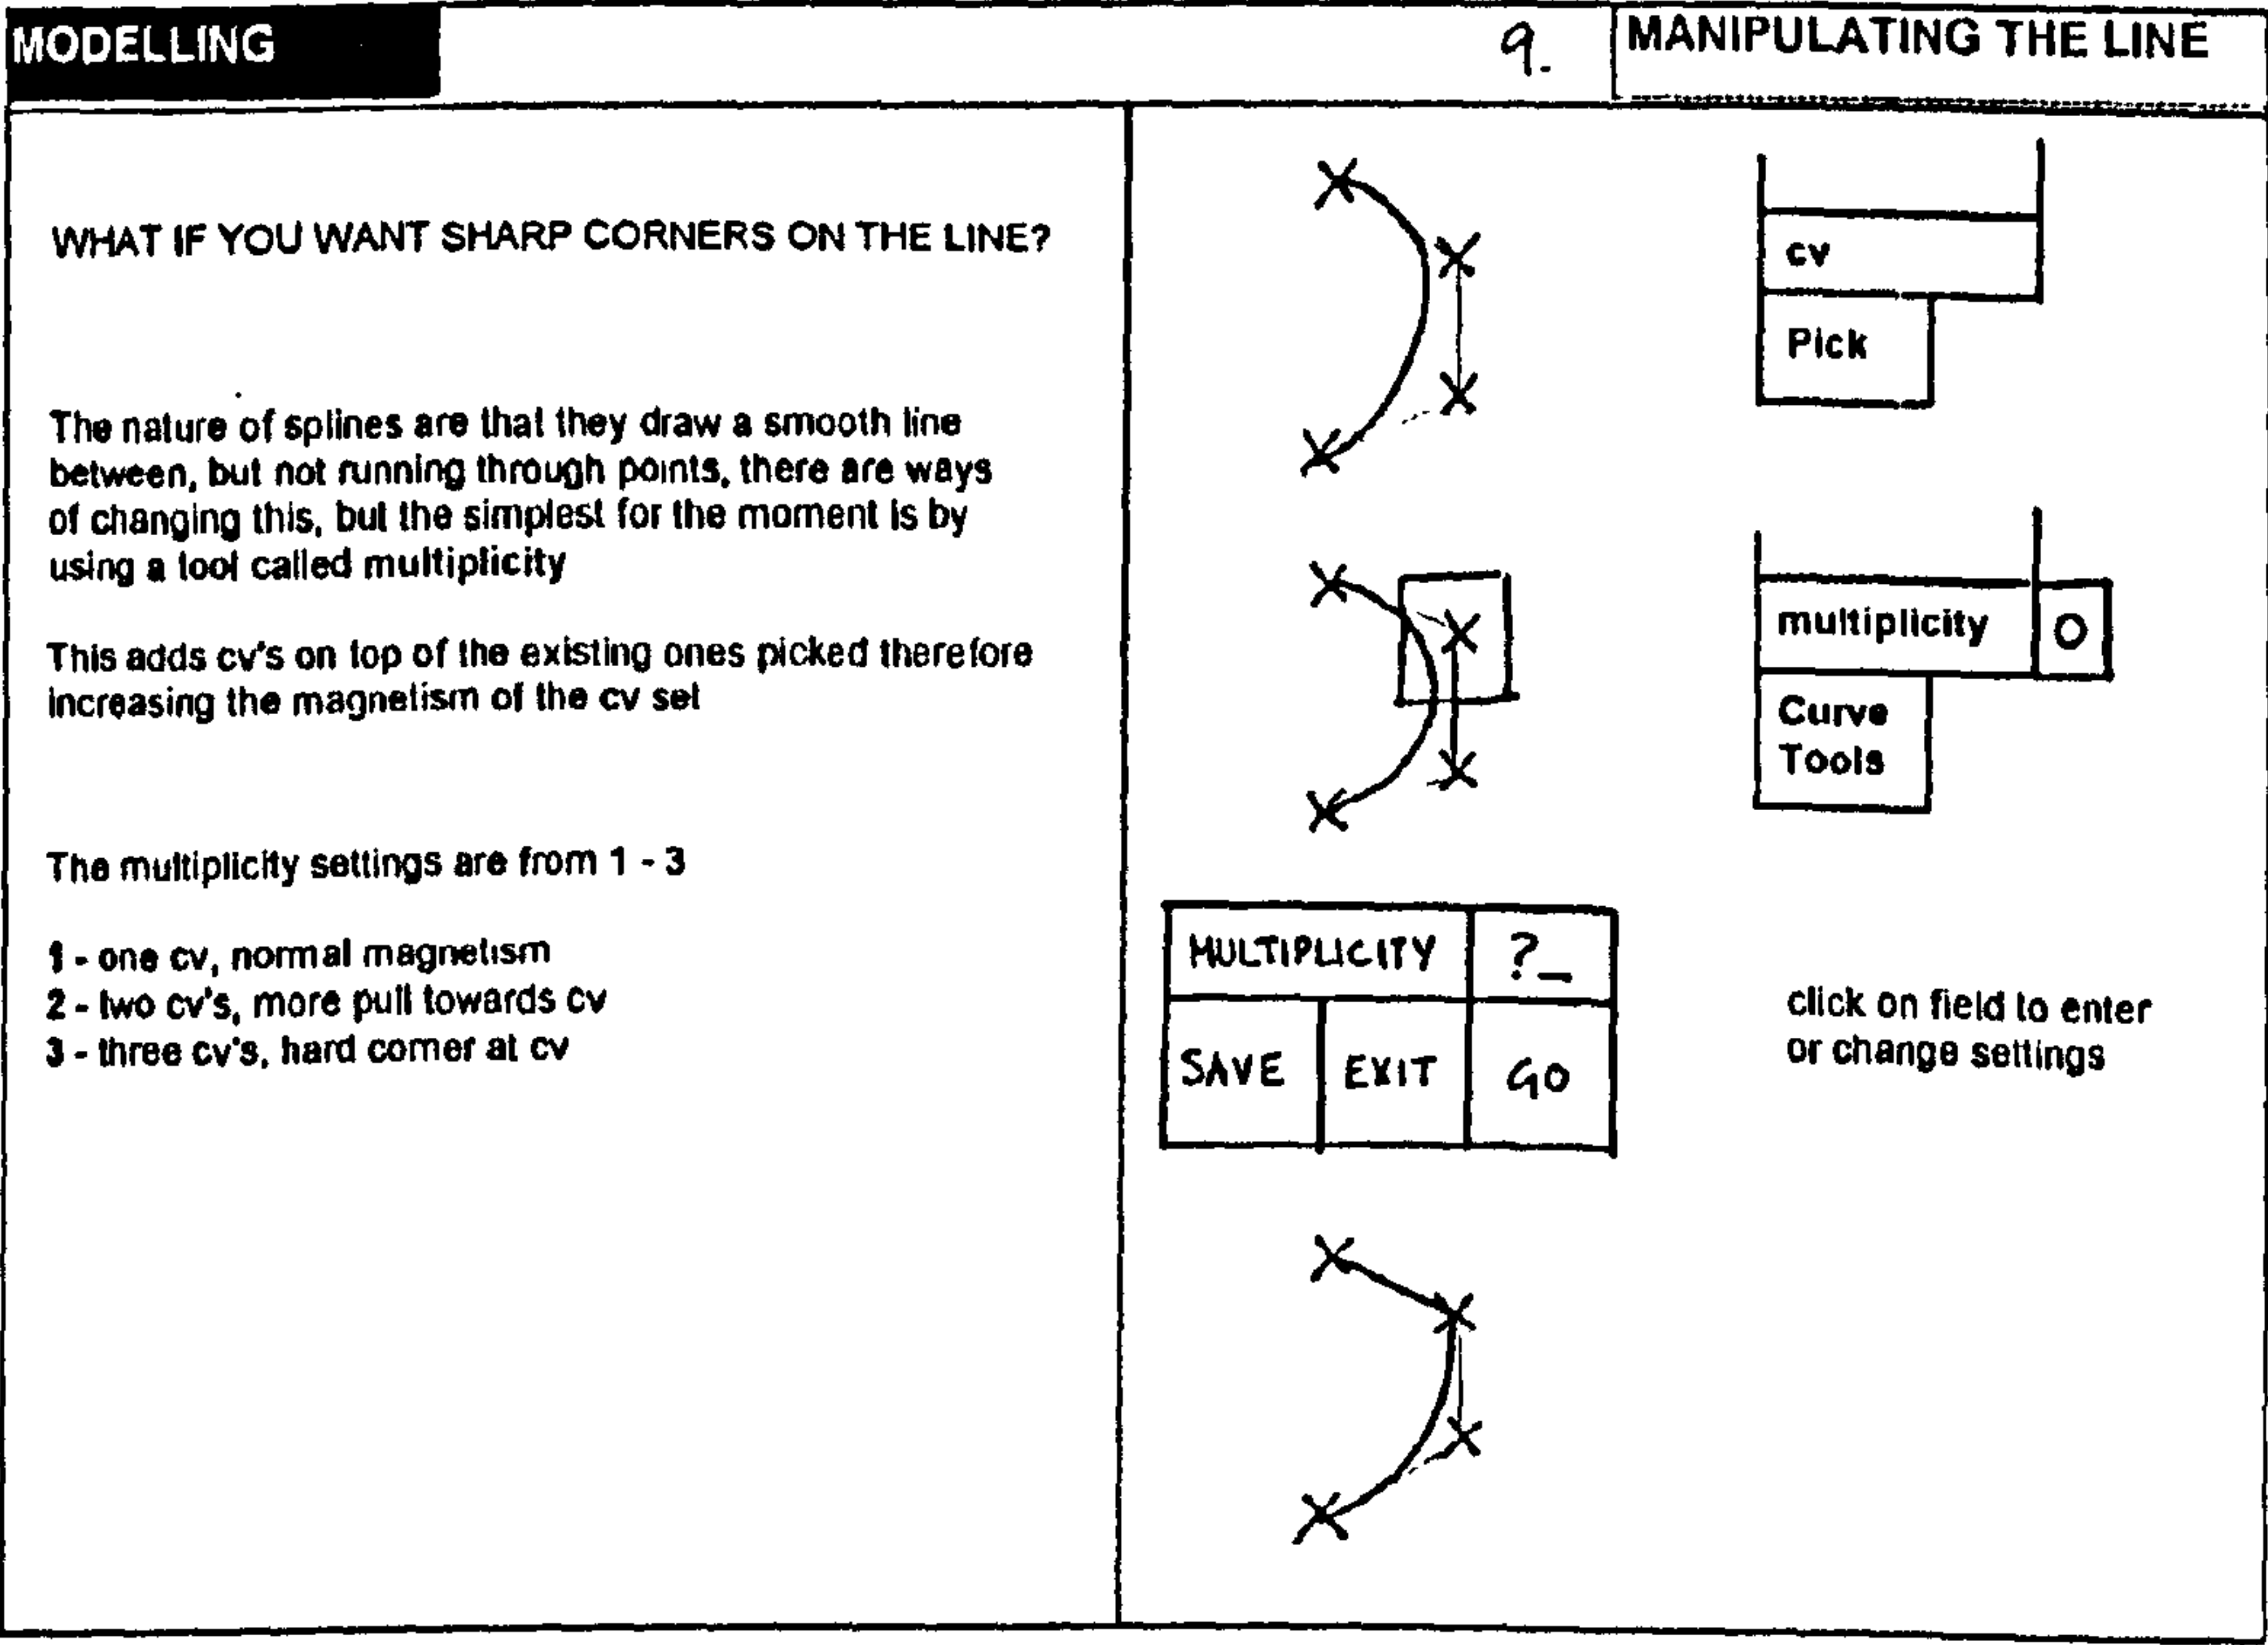 MODELLING
9.
MANIPULATING THE LINE
WHAT IF YOU WANT SHARP CORNERS ON THE LINE?
The nature of splines are that they draw a smooth line
between, but not running through points, there are ways
of changing this, but the simplest for the moment is by
using a tool called multiplicity
This adds cv's on top of the existing ones picked therefore
increasing the magnetism of the cv set
The multiplicity settings are from 1 - 3
1 - one cv, normal magnetism
2 - two cv's, more pull towards cv
3 - three cv's, hard corner at cv
cv
Pick
multiplicity
O
Curve
Tools
MULTIPLICITY ?_
SAVE EXIT GO
click on field to enter
or change settings